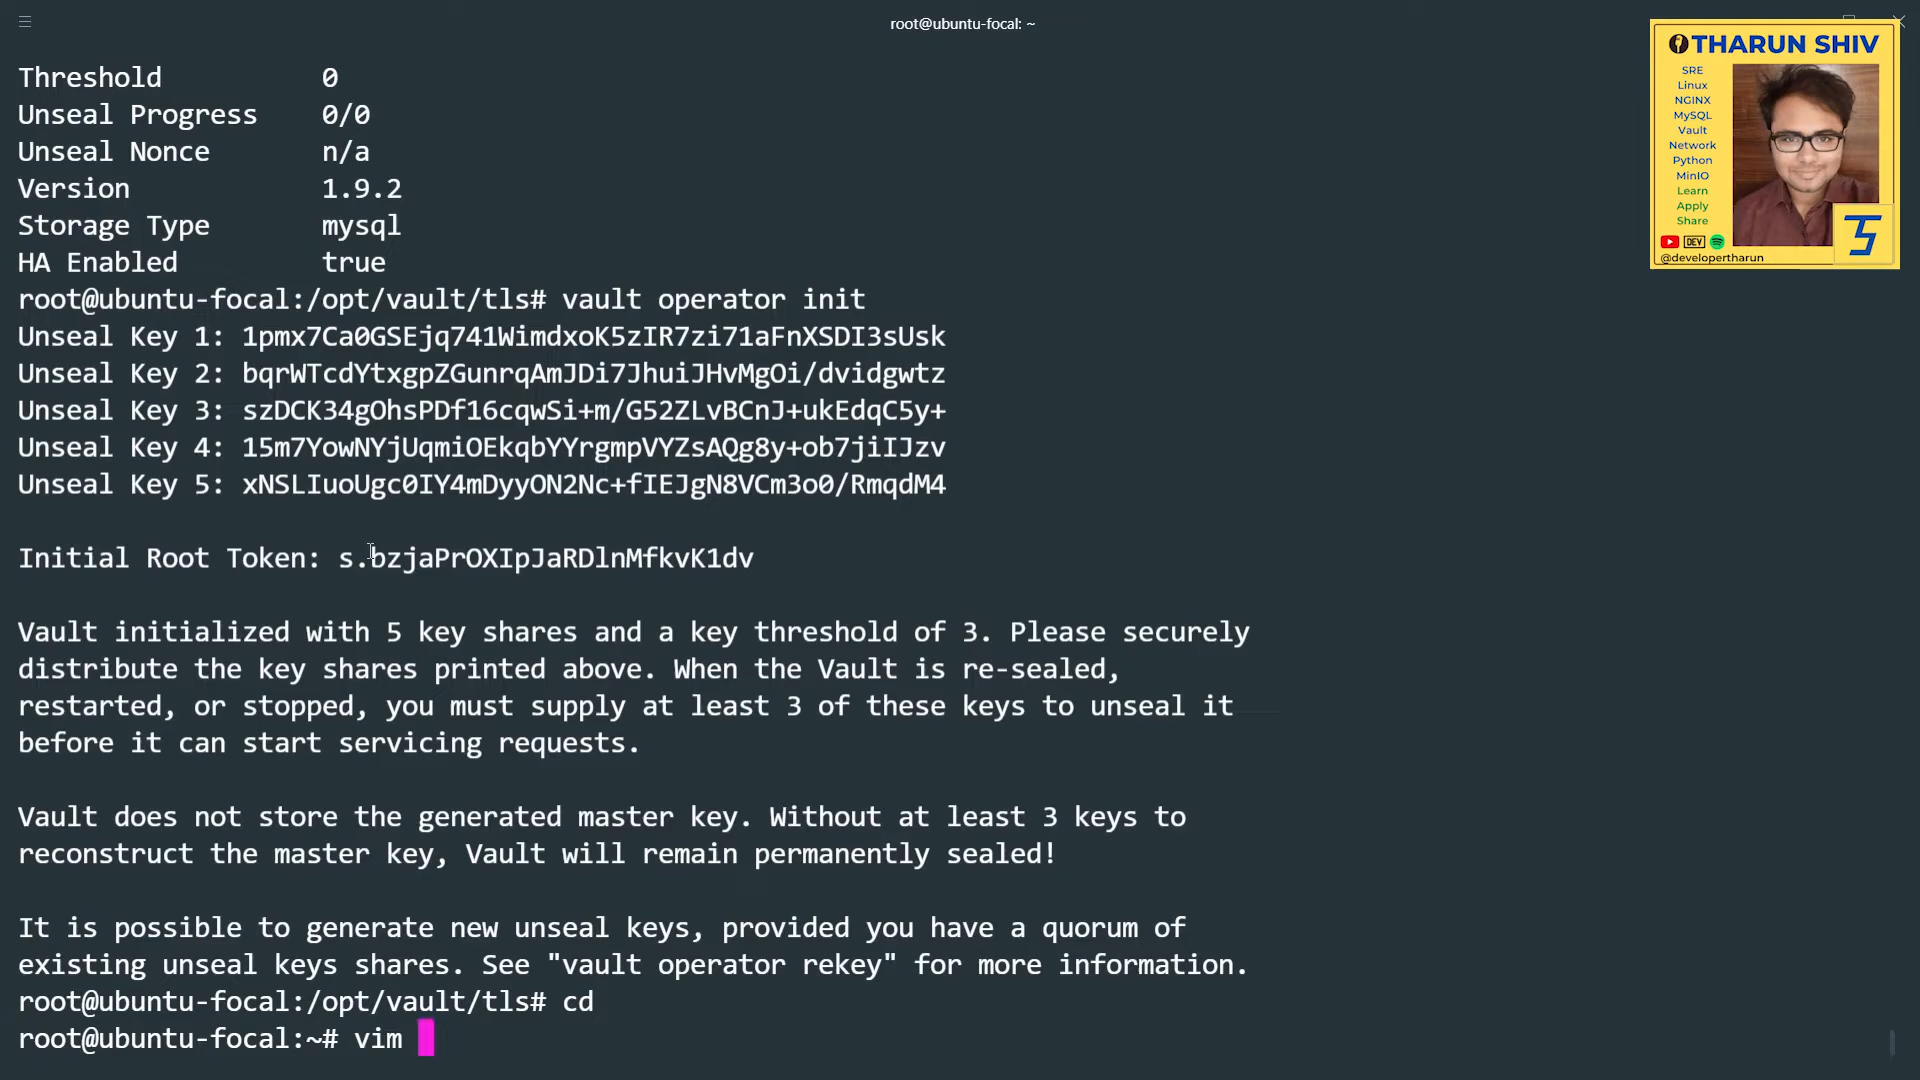 root@ubuntu-focal: ~
Threshold 0
Unseal Progress 0/0
Unseal Nonce n/a
Version 1.9.2
Storage Type mysql
HA Enabled true
root@ubuntu-focal:/opt/vault/tls# vault operator init
Unseal Key 1: 1pmx7Ca0GSEjq741WimdxoK5zIR7zi71aFnXSDI3sUsk
Unseal Key 2: bqrWTcdYtxgpZGunrqAmJDi7JhuiJHvMgOi/dvidgwtz
Unseal Key 3: szDCK34gOhsPDf16cqwSi+m/G52ZLvBCnJ+ukEdqC5y+
Unseal Key 4: 15m7YowNYjUqmiOEkqbYYrgmpVYZsAQg8y+ob7jiIJzv
Unseal Key 5: xNSLIuoUgc0IY4mDyyON2Nc+fIEJgN8VCm3o0/RmqdM4
Initial Root Token: s.bzjaPrOXIpJaRDlnMfkvK1dv
Vault initialized with 5 key shares and a key threshold of 3. Please securely
distribute the key shares printed above. When the Vault is re-sealed,
restarted, or stopped, you must supply at least 3 of these keys to unseal it
before it can start servicing requests.
Vault does not store the generated master key. Without at least 3 keys to
reconstruct the master key, Vault will remain permanently sealed!
It is possible to generate new unseal keys, provided you have a quorum of
existing unseal keys shares. See "vault operator rekey" for more information.
root@ubuntu-focal:/opt/vault/tls# cd
root@ubuntu-focal:~# vim
THARUN SHIV
SRE
Linux
NGINX
MySQL
Vault
Network
Python
MinIO
Learn
Apply
Share
DEV
@developertharun
TS